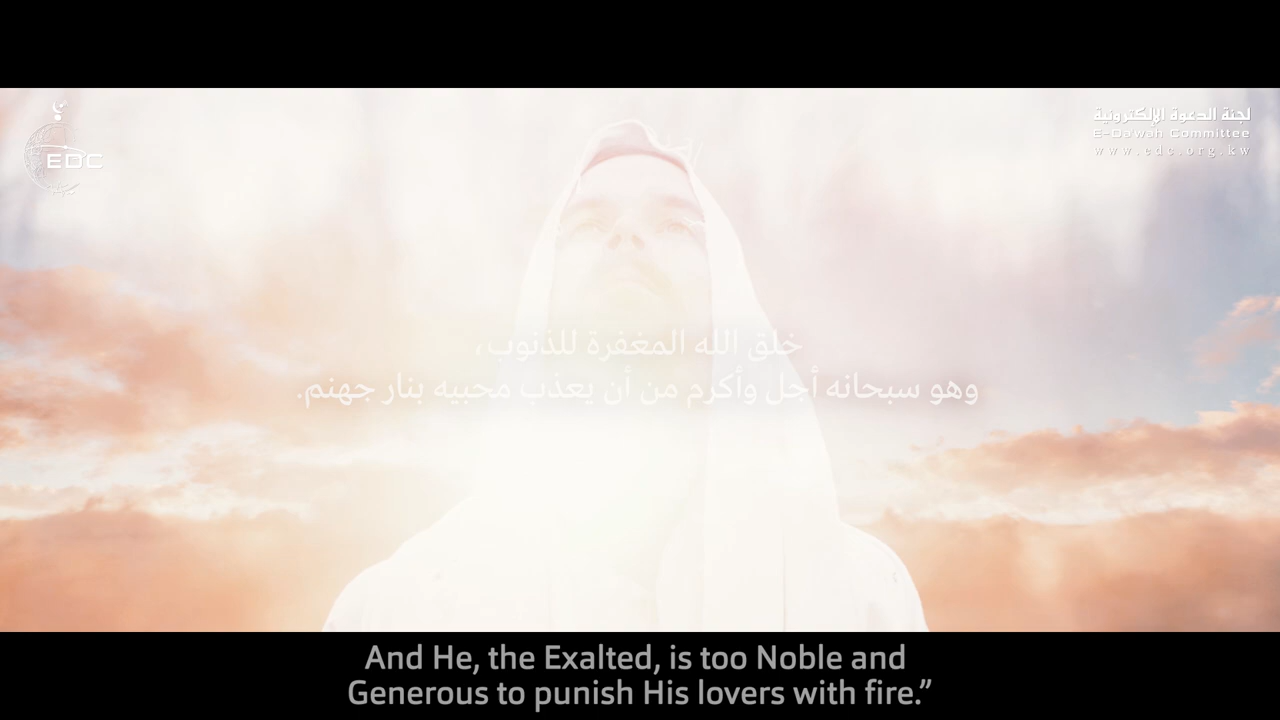 EDC
لجنة الدعوة الإلكترونية
E-Da'wah Committee
www.edc.org.kw
خلق الله المغفرة للذنوب،
وهو سبحانه أجل وأكرم من أن يعذب محبيه بنار جهنم.
And He, the Exalted, is too Noble and
Generous to punish His lovers with fire.”